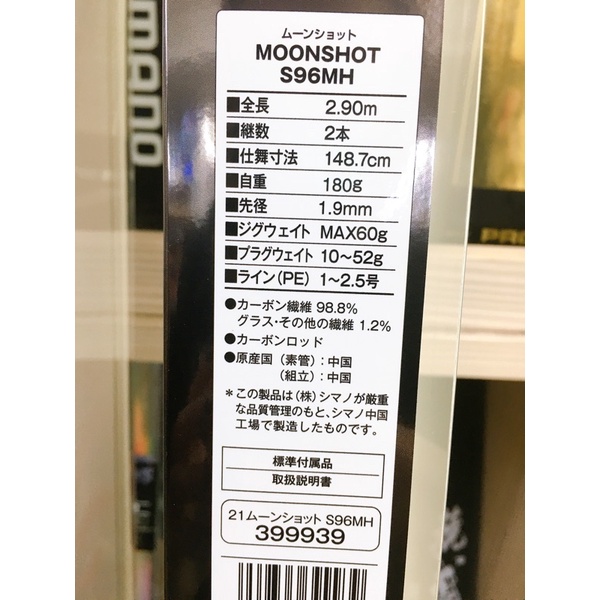 ムーンショット
MOONSHOT
S96MH
■全長 2.90m
■継数 2本
■仕舞寸法 148.7cm
■自重 180g
■先径 1.9mm
■ジグウェイト MAX60g
■プラグウェイト 10～52g
■ライン(PE) 1～2.5号
●カーボン繊維 98.8%
グラス・その他の繊維 1.2%
●カーボンロッド
●原産国(素管):中国
(組立):中国
*この製品は(株)シマノが厳重
な品質管理のもと、シマノ中国
工場で製造したものです。
標準付属品
取扱説明書
21ムーンショット S96MH
399939
mano